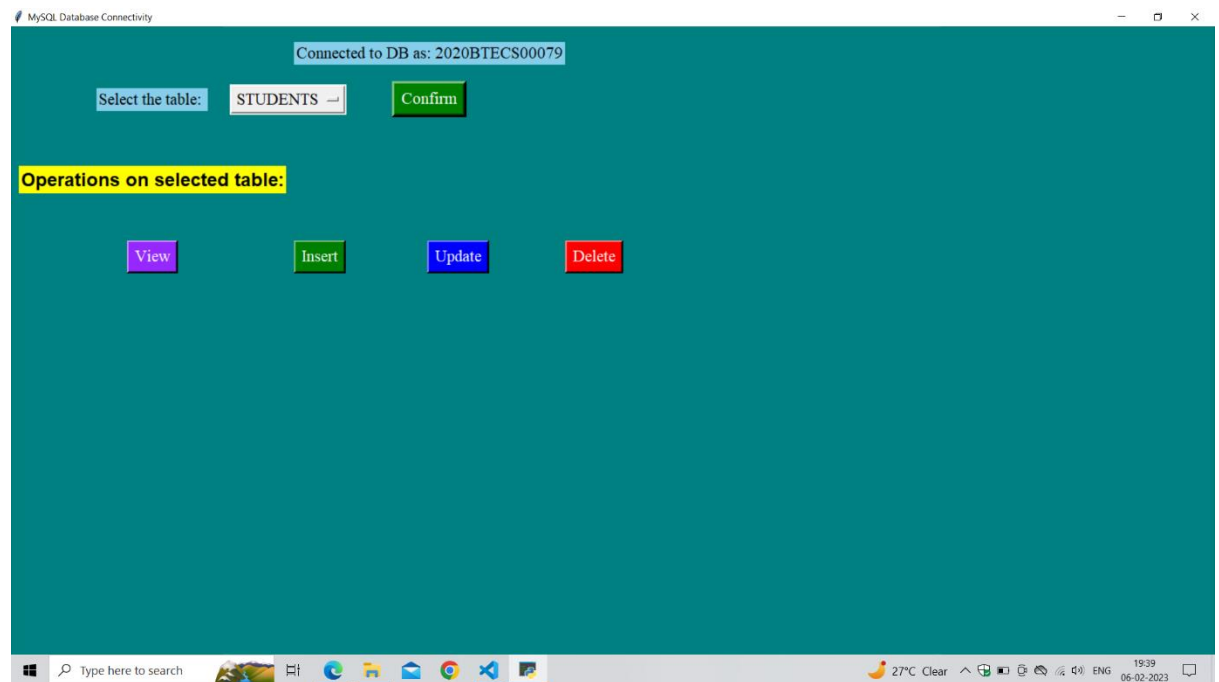 MySQL Database Connectivity
Connected to DB as: 2020BTECS00079
Select the table: STUDENTS Confirm
Operations on selected table:
View Insert Update Delete
Type here to search 27°C Clear ENG 19:39
06-02-2023